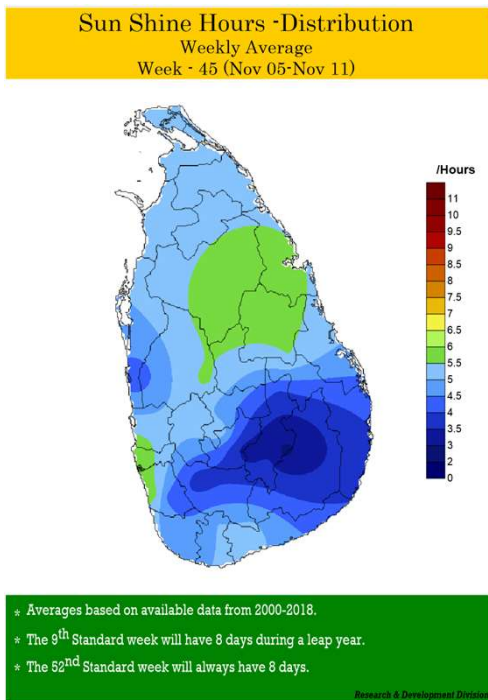 Sun Shine Hours -Distribution
Weekly Average
Week - 45 (Nov 05-Nov 11)
/Hours
11
10
9.5
9
8.5
8
7.5
7
6.5
6
5.5
5
4.5
4
3.5
3
2
0
* Averages based on available data from 2000-2018.
* The 9th Standard week will have 8 days during a leap year.
* The 52nd Standard week will always have 8 days.
Research & Development Division